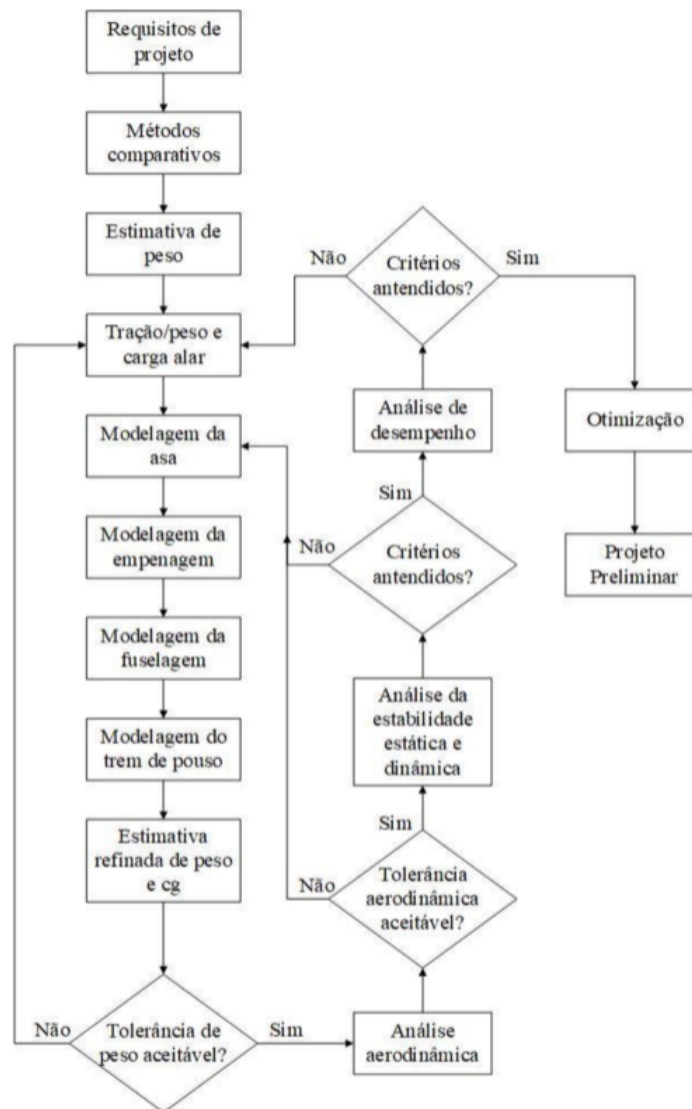 Requisitos de
projeto
Métodos
comparativos
Estimativa de
peso
Tração/peso e
carga alar
Modelagem da
asa
Modelagem da
empenagem
Modelagem da
fuselagem
Modelagem do
trem de pouso
Estimativa
refinada de peso
e cg
Não
Tolerância de
peso aceitável?
Sim
Análise
aerodinâmica
Não
Tolerância
aerodinâmica
aceitável?
Sim
Análise da
estabilidade
estática e
dinâmica
Não
Critérios
antendidos?
Sim
Análise de
desempenho
Não
Critérios
antendidos?
Sim
Otimização
Projeto
Preliminar